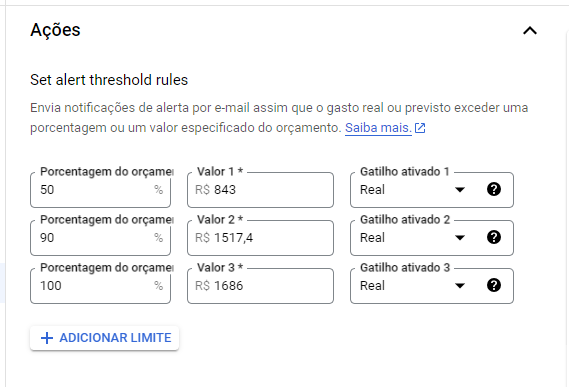 Ações
Set alert threshold rules
Envia notificações de alerta por e-mail assim que o gasto real ou previsto exceder uma
porcentagem ou um valor especificado do orçamento. Saiba mais.
Porcentagem do orçamen Valor 1 * Gatilho ativado 1
50 % R$ 843 Real
Porcentagem do orçamen Valor 2 * Gatilho ativado 2
90 % R$ 1517,4 Real
Porcentagem do orçamen Valor 3 * Gatilho ativado 3
100 % R$ 1686 Real
+ ADICIONAR LIMITE